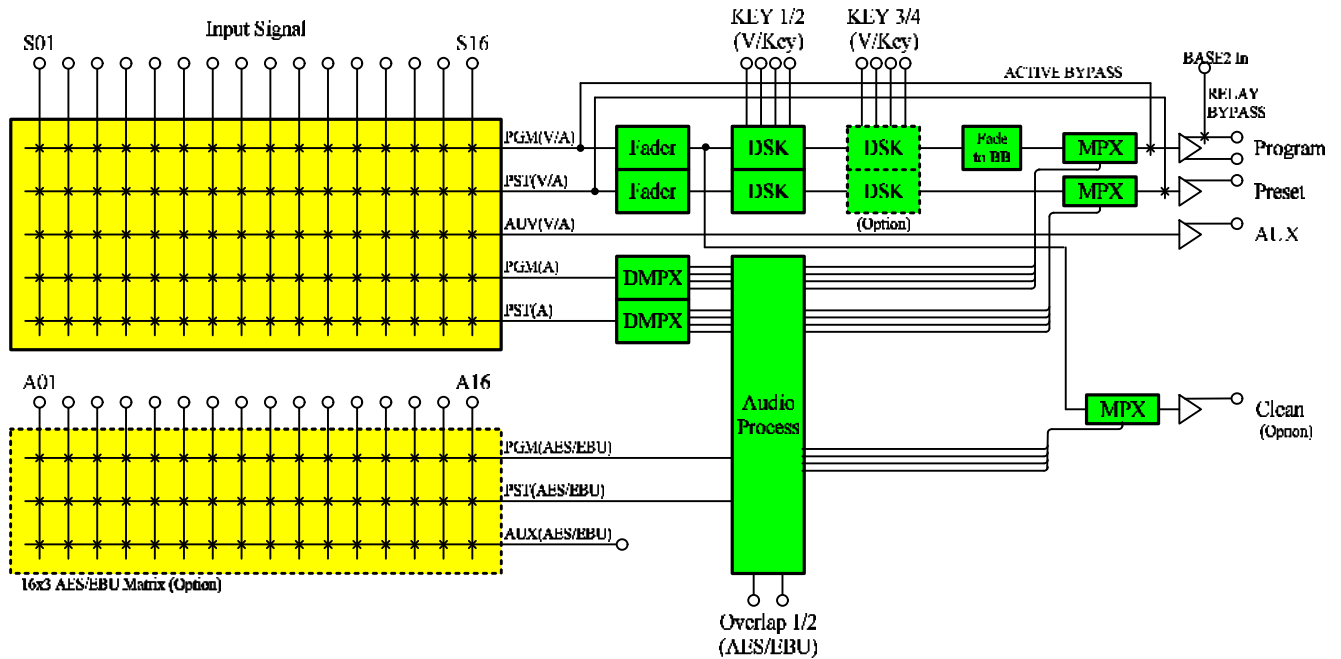 Input Signal
S01
S16
KEY 1/2
(V/Key)
KEY 3/4
(V/Key)
ACTIVE BYPASS
BASE2 In
RELAY
BYPASS
PGM(V/A)
Fader
DSK
DSK
Fade
to BB
MPX
Program
PST(V/A)
Fader
DSK
DSK
MPX
Preset
(Option)
AUV(V/A)
AUX
PGM(A)
DMPX
PST(A)
DMPX
A01
A16
Audio
Process
MPX
Clean
(Option)
PGM(AES/EBU)
PST(AES/EBU)
AUX(AES/EBU)
16x3 AES/EBU Matrix (Option)
Overlap 1/2
(AES/EBU)